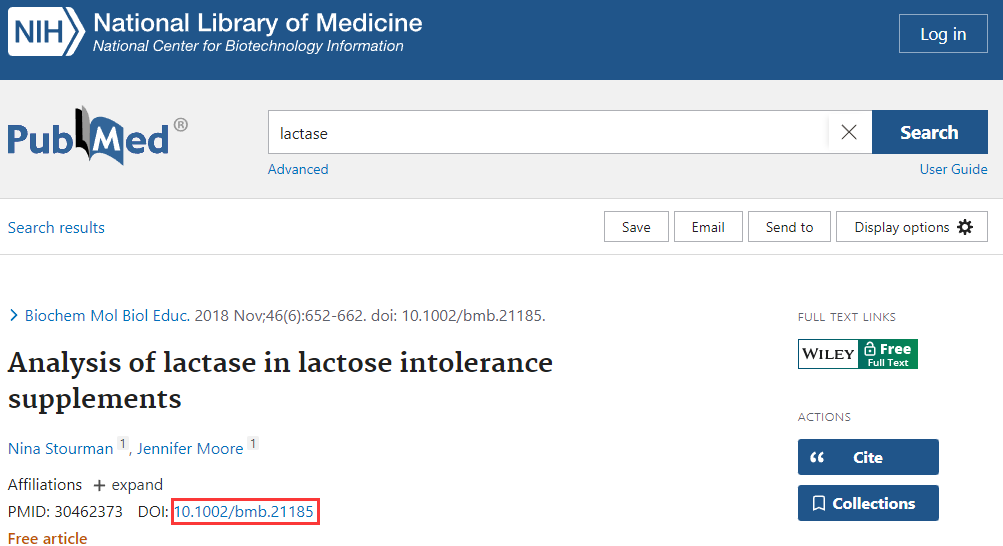 NIH National Library of Medicine
National Center for Biotechnology Information
Log in
PubMed®
lactase
Search
Advanced
User Guide
Search results
Save
Email
Send to
Display options
Biochem Mol Biol Educ. 2018 Nov;46(6):652-662. doi: 10.1002/bmb.21185.
Analysis of lactase in lactose intolerance
supplements
Nina Stourman 1, Jennifer Moore 1
Affiliations + expand
PMID: 30462373 DOI: 10.1002/bmb.21185
Free article
FULL TEXT LINKS
WILEY Free
Full Text
ACTIONS
Cite
Collections